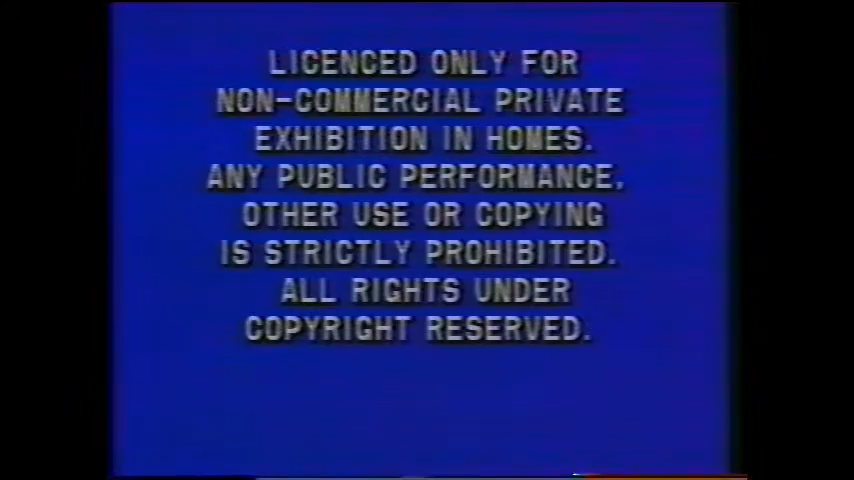 LICENCED ONLY FOR
NON-COMMERCIAL PRIVATE
EXHIBITION IN HOMES.
ANY PUBLIC PERFORMANCE,
OTHER USE OR COPYING
IS STRICTLY PROHIBITED.
ALL RIGHTS UNDER
COPYRIGHT RESERVED.